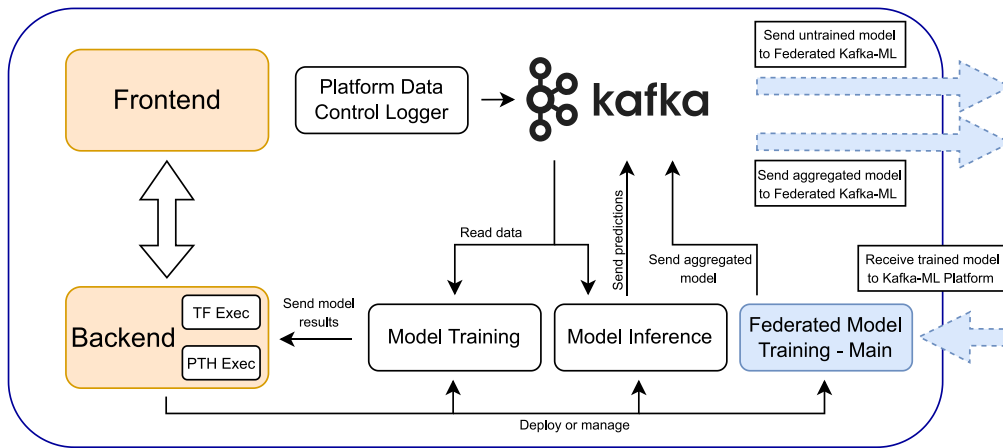 Send untrained model
to Federated Kafka-ML
Frontend
Platform Data
Control Logger
kafka
Send aggregated model
to Federated Kafka-ML
Read data
Send predictions
Send aggregated
model
Receive trained model
to Kafka-ML Platform
Backend
TF Exec
PTH Exec
Send model
results
Model Training
Model Inference
Federated Model
Training - Main
Deploy or manage